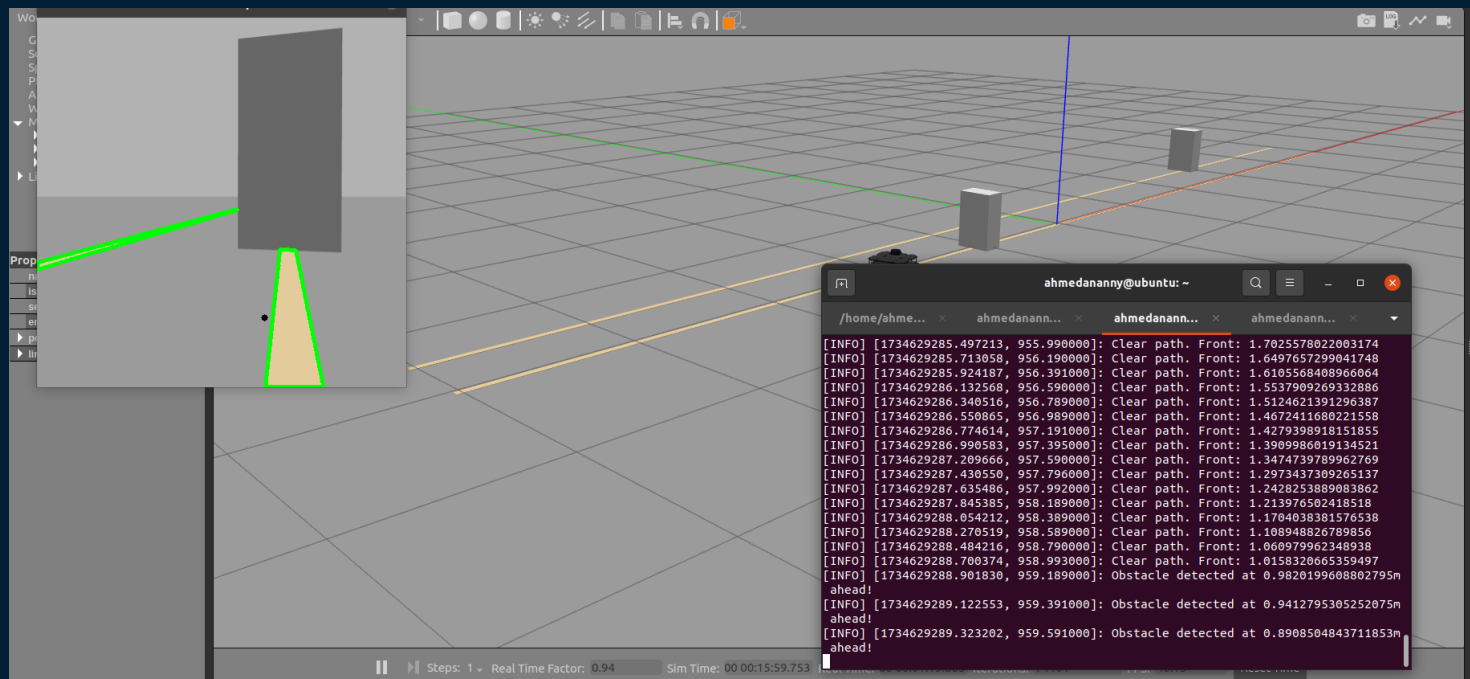 Wo
G
S
S
P
A
W
M
Li
Prop
n
is
se
e
p
lin
ahmedananny@ubuntu: ~
/home/ahme...
ahmedanann...
ahmedanann...
ahmedanann...
[INFO] [1734629285.497213, 955.990000]: Clear path. Front: 1.7025578022003174
[INFO] [1734629285.713058, 956.190000]: Clear path. Front: 1.6497657299041748
[INFO] [1734629285.924187, 956.391000]: Clear path. Front: 1.6105568408966064
[INFO] [1734629286.132568, 956.590000]: Clear path. Front: 1.5537909269332886
[INFO] [1734629286.340516, 956.789000]: Clear path. Front: 1.5124621391296387
[INFO] [1734629286.550865, 956.989000]: Clear path. Front: 1.4672411680221558
[INFO] [1734629286.774614, 957.191000]: Clear path. Front: 1.4279398918151855
[INFO] [1734629286.990583, 957.395000]: Clear path. Front: 1.3909986019134521
[INFO] [1734629287.209666, 957.590000]: Clear path. Front: 1.3474739789962769
[INFO] [1734629287.430550, 957.796000]: Clear path. Front: 1.2973437309265137
[INFO] [1734629287.635486, 957.992000]: Clear path. Front: 1.2428253889083862
[INFO] [1734629287.845385, 958.189000]: Clear path. Front: 1.213976502418518
[INFO] [1734629288.054212, 958.389000]: Clear path. Front: 1.1704038381576538
[INFO] [1734629288.270519, 958.589000]: Clear path. Front: 1.108948826789856
[INFO] [1734629288.484216, 958.790000]: Clear path. Front: 1.060979962348938
[INFO] [1734629288.700374, 958.993000]: Clear path. Front: 1.0158320665359497
[INFO] [1734629288.901830, 959.189000]: Obstacle detected at 0.9820199608802795m
ahead!
[INFO] [1734629289.122553, 959.391000]: Obstacle detected at 0.9412795305252075m
ahead!
[INFO] [1734629289.323202, 959.591000]: Obstacle detected at 0.8908504843711853m
ahead!
Steps: 1 Real Time Factor: 0.94 Sim Time: 00 00:15:59.753